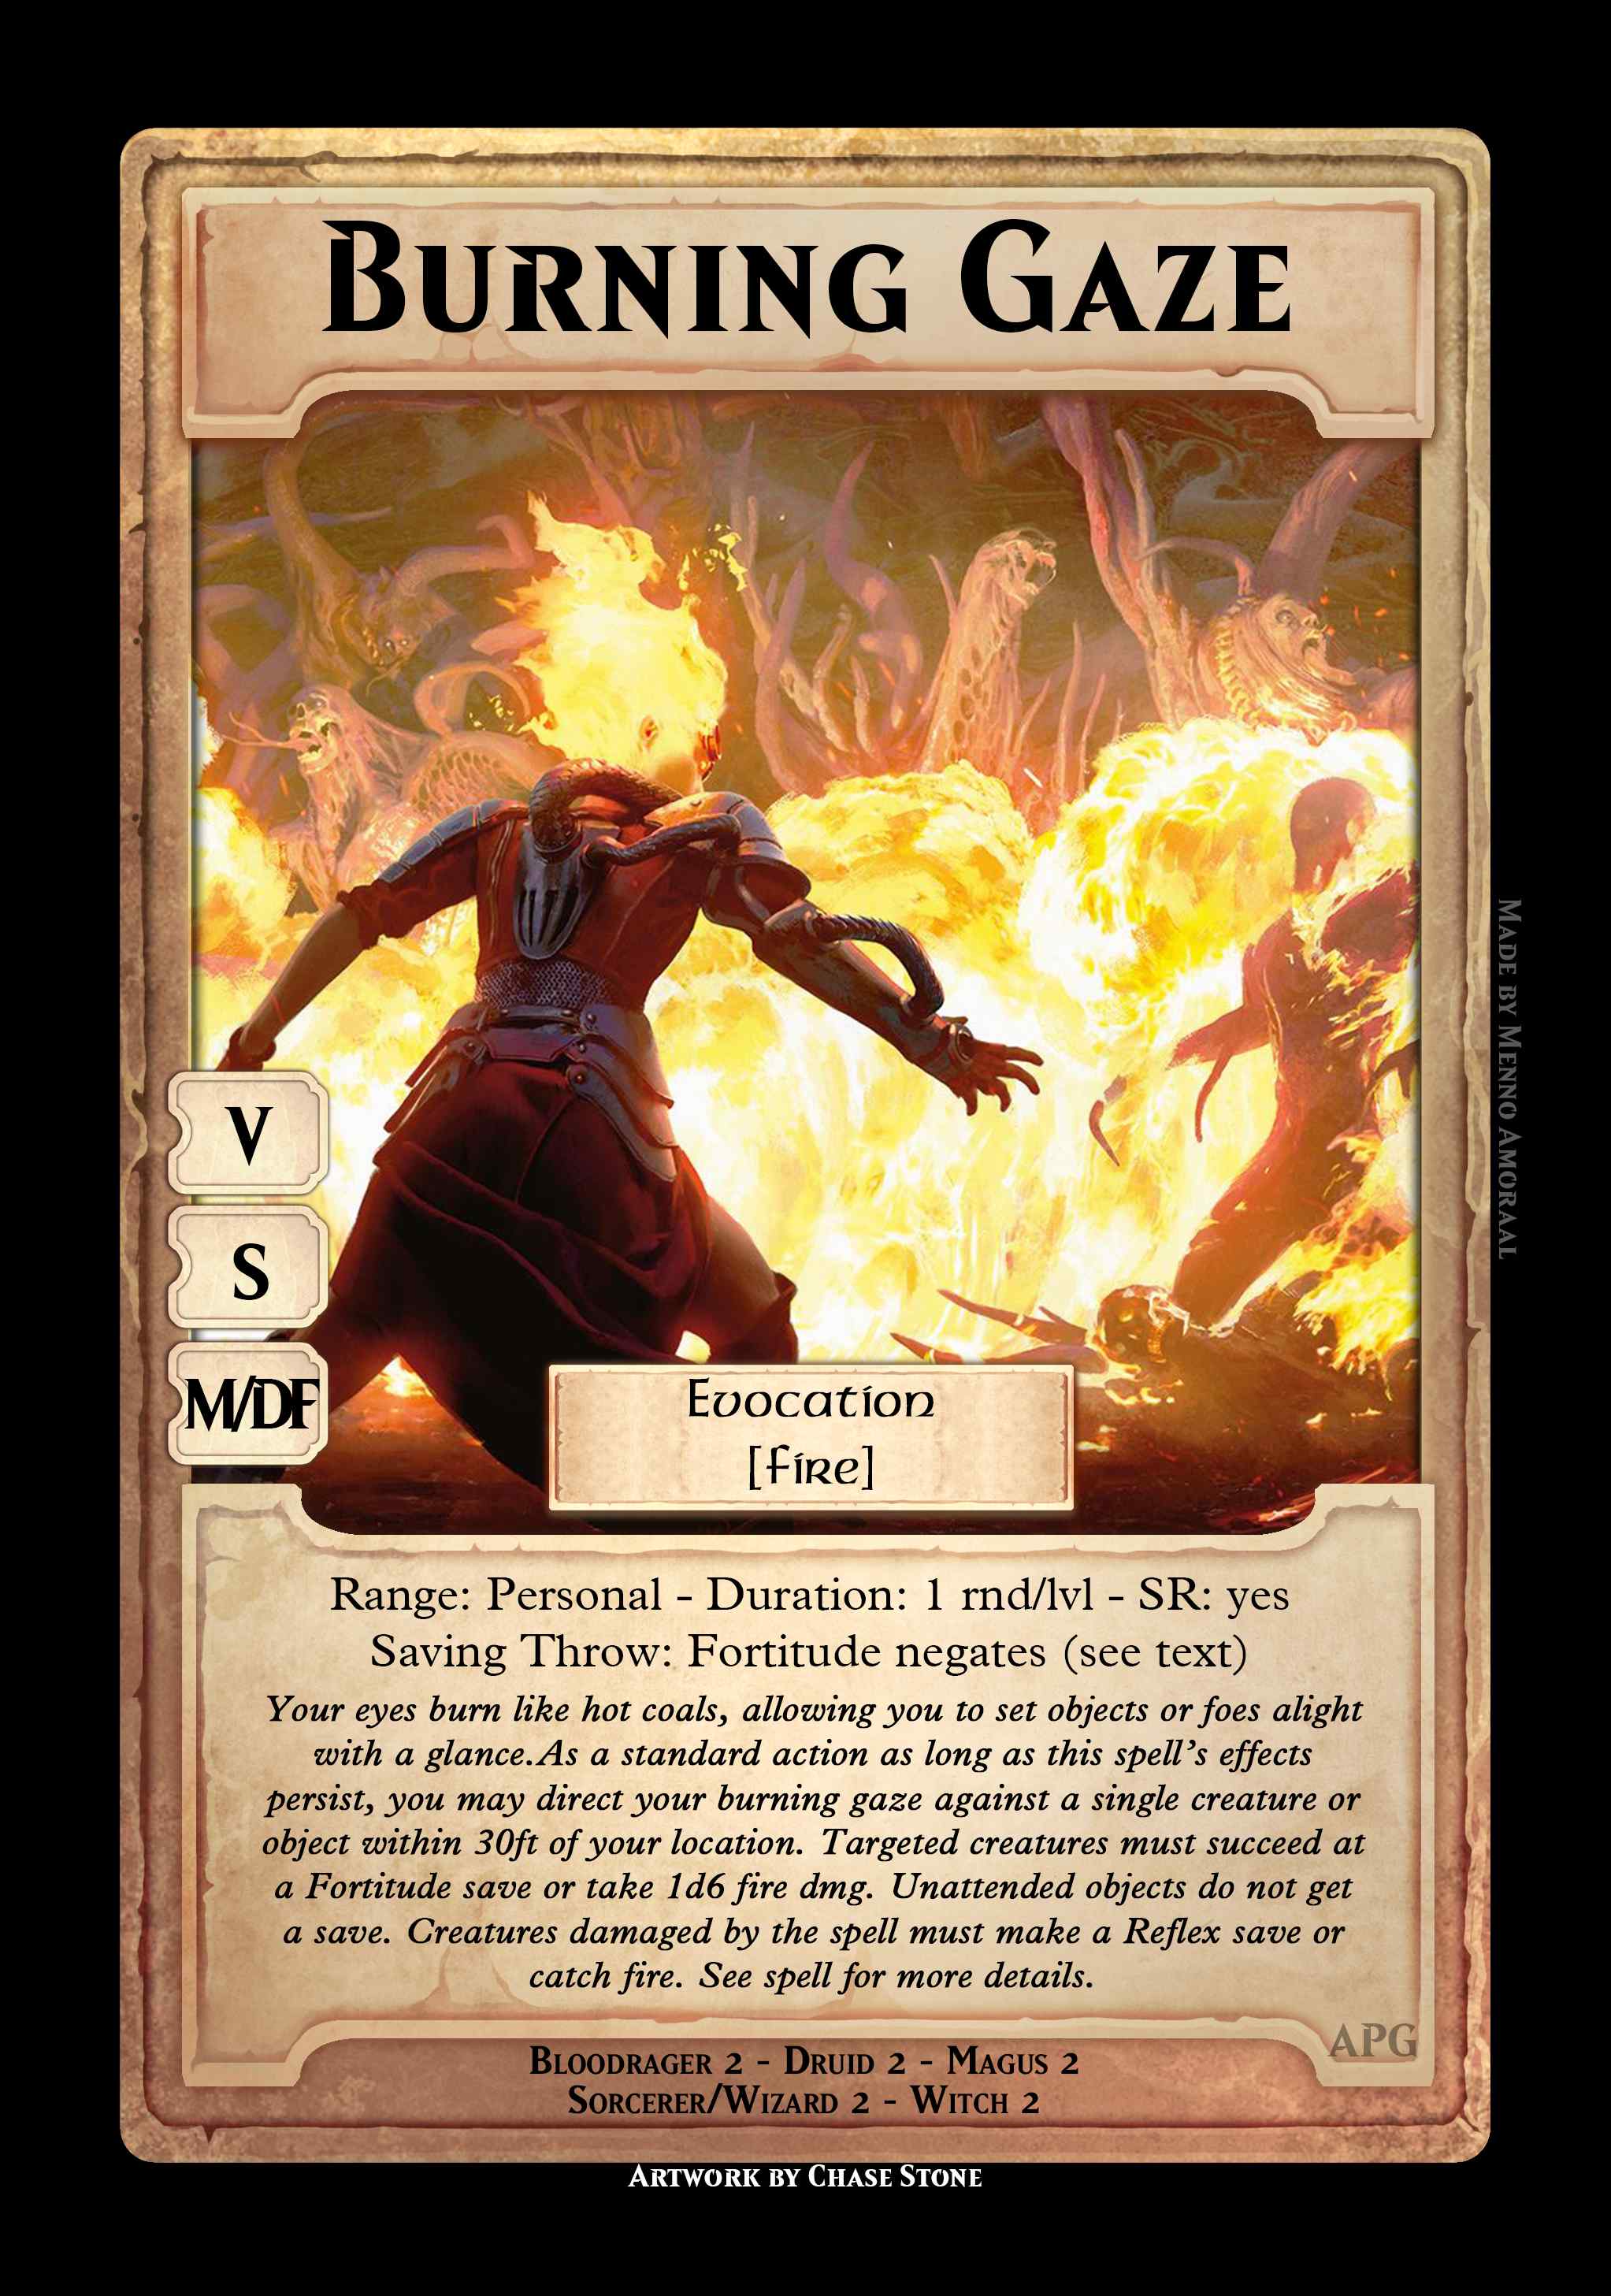 Burning Gaze
V
S
M/DF
Evocation
[Fire]
Range: Personal - Duration: 1 rnd/lvl - SR: yes
Saving Throw: Fortitude negates (see text)
Your eyes burn like hot coals, allowing you to set objects or foes alight
with a glance.As a standard action as long as this spell's effects
persist, you may direct your burning gaze against a single creature or
object within 30ft of your location. Targeted creatures must succeed at
a Fortitude save or take 1d6 fire dmg. Unattended objects do not get
a save. Creatures damaged by the spell must make a Reflex save or
catch fire. See spell for more details.
APG
Bloodrager 2 - Druid 2 - Magus 2
Sorcerer/Wizard 2 - Witch 2
Artwork by Chase Stone
Made by Menno Amoraal